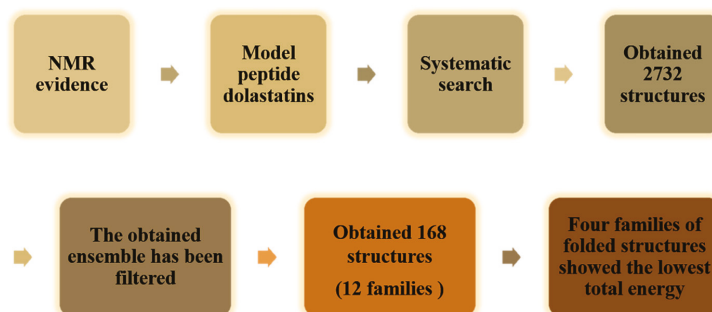 NMR
evidence
Model
peptide
dolastatins
Systematic
search
Obtained
2732
structures
The obtained
ensemble has been
filtered
Obtained 168
structures
(12 families )
Four families of
folded structures
showed the lowest
total energy